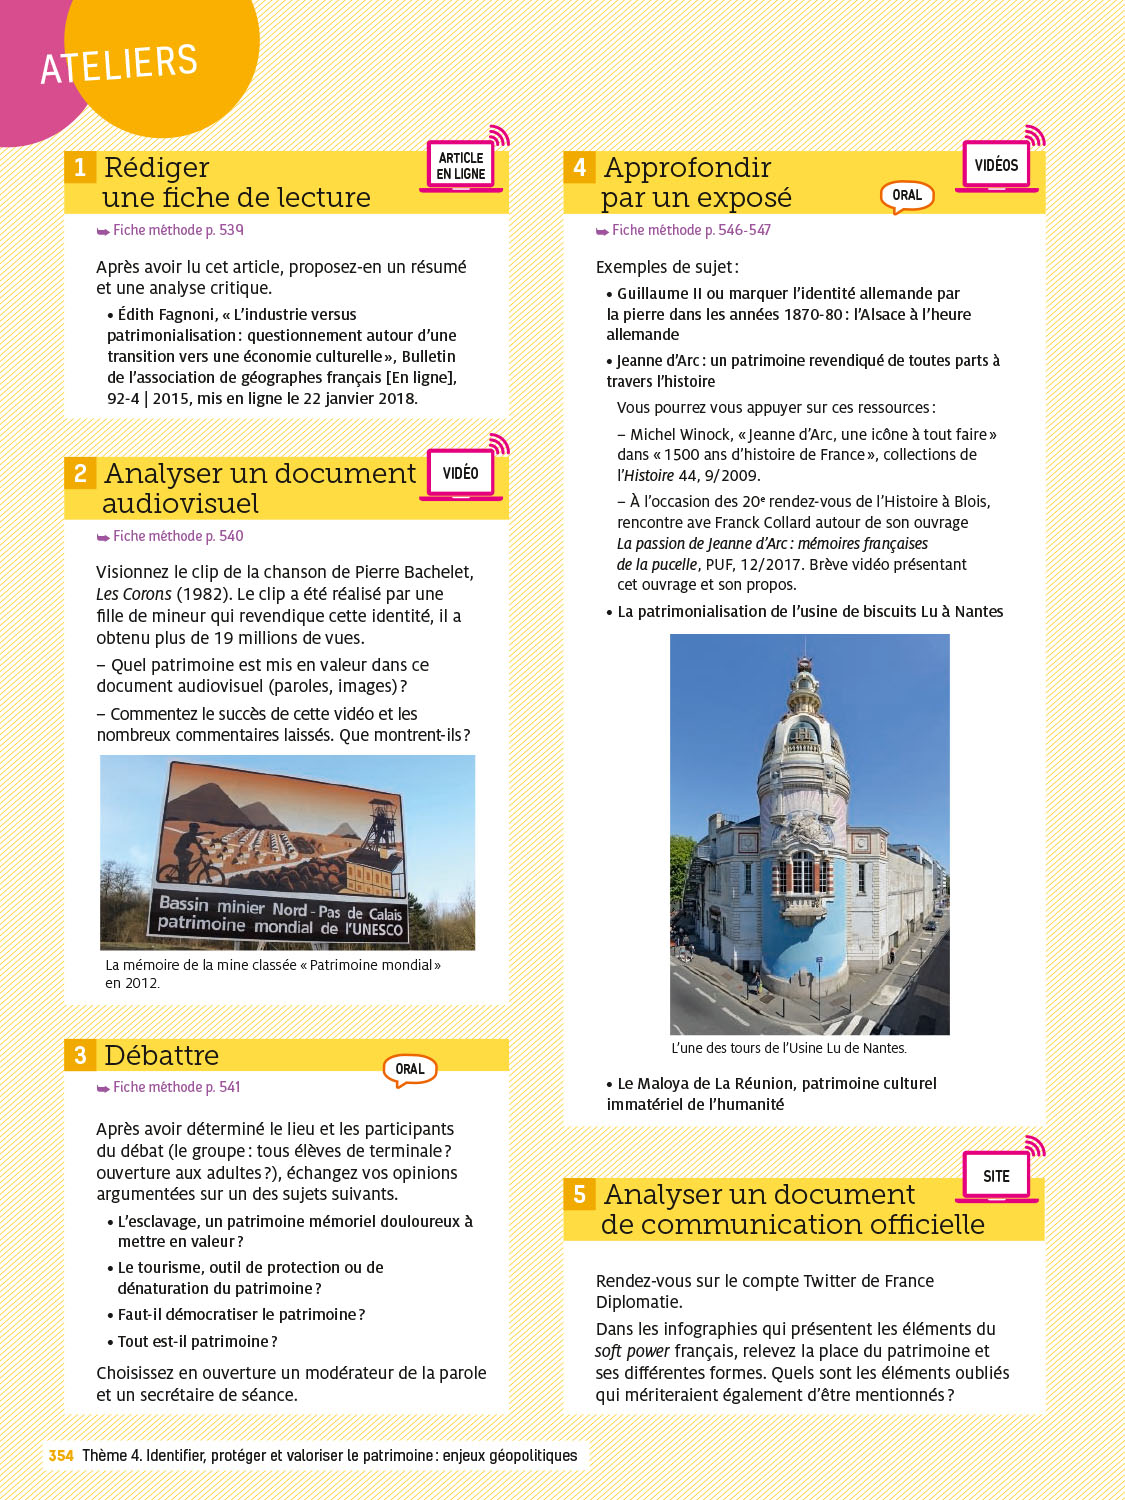 ATELIERS
1 Rédiger
une fiche de lecture
ARTICLE
EN LIGNE
Fiche méthode p. 539
Après avoir lu cet article, proposez-en un résumé
et une analyse critique.
• Édith Fagnoni, « L’industrie versus
patrimonialisation : questionnement autour d’une
transition vers une économie culturelle », Bulletin
de l’association de géographes français [En ligne],
92-4 | 2015, mis en ligne le 22 janvier 2018.
2 Analyser un document
audiovisuel
VIDÉO
Fiche méthode p. 540
Visionnez le clip de la chanson de Pierre Bachelet,
Les Corons (1982). Le clip a été réalisé par une
fille de mineur qui revendique cette identité, il a
obtenu plus de 19 millions de vues.
– Quel patrimoine est mis en valeur dans ce
document audiovisuel (paroles, images) ?
– Commentez le succès de cette vidéo et les
nombreux commentaires laissés. Que montrent-ils ?
Bassin minier Nord - Pas de Calais
patrimoine mondial de l'UNESCO
La mémoire de la mine classée « Patrimoine mondial »
en 2012.
3 Débattre
ORAL
Fiche méthode p. 541
Après avoir déterminé le lieu et les participants
du débat (le groupe : tous élèves de terminale ?
ouverture aux adultes ?), échangez vos opinions
argumentées sur un des sujets suivants.
• L’esclavage, un patrimoine mémoriel douloureux à
mettre en valeur ?
• Le tourisme, outil de protection ou de
dénaturation du patrimoine ?
• Faut-il démocratiser le patrimoine ?
• Tout est-il patrimoine ?
Choisissez en ouverture un modérateur de la parole
et un secrétaire de séance.
4 Approfondir
par un exposé
ORAL
VIDÉOS
Fiche méthode p. 546-547
Exemples de sujet :
• Guillaume II ou marquer l’identité allemande par
la pierre dans les années 1870-80 : l’Alsace à l’heure
allemande
• Jeanne d’Arc : un patrimoine revendiqué de toutes parts à
travers l’histoire
Vous pourrez vous appuyer sur ces ressources :
– Michel Winock, « Jeanne d’Arc, une icône à tout faire »
dans « 1500 ans d’histoire de France », collections de
l’Histoire 44, 9/2009.
– À l’occasion des 20e rendez-vous de l’Histoire à Blois,
rencontre ave Franck Collard autour de son ouvrage
La passion de Jeanne d’Arc : mémoires françaises
de la pucelle, PUF, 12/2017. Brève vidéo présentant
cet ouvrage et son propos.
• La patrimonialisation de l’usine de biscuits Lu à Nantes
L’une des tours de l’Usine Lu de Nantes.
• Le Maloya de La Réunion, patrimoine culturel
immatériel de l’humanité
5 Analyser un document
de communication officielle
SITE
Rendez-vous sur le compte Twitter de France
Diplomatie.
Dans les infographies qui présentent les éléments du
soft power français, relevez la place du patrimoine et
ses différentes formes. Quels sont les éléments oubliés
qui mériteraient également d’être mentionnés ?
354 Thème 4. Identifier, protéger et valoriser le patrimoine : enjeux géopolitiques